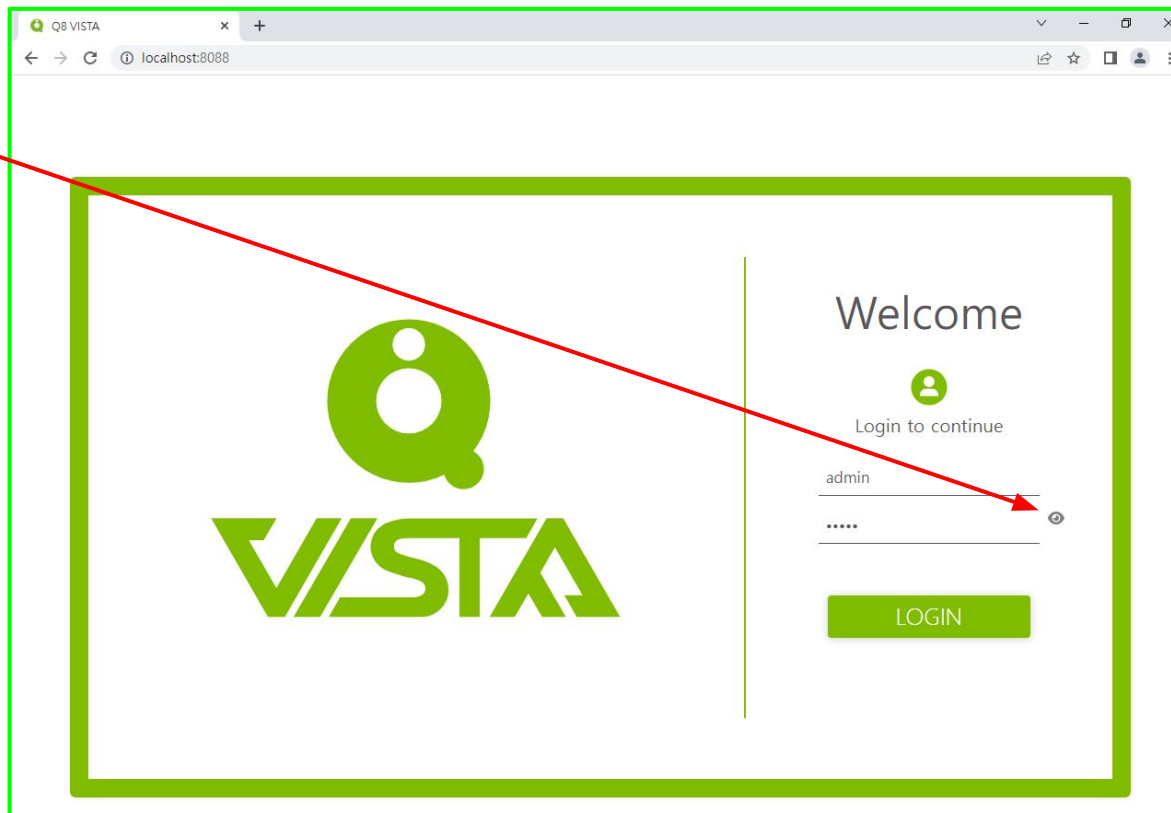 Q8 VISTA
localhost:8088
Welcome
Login to continue
admin
•••••
VISTA
LOGIN